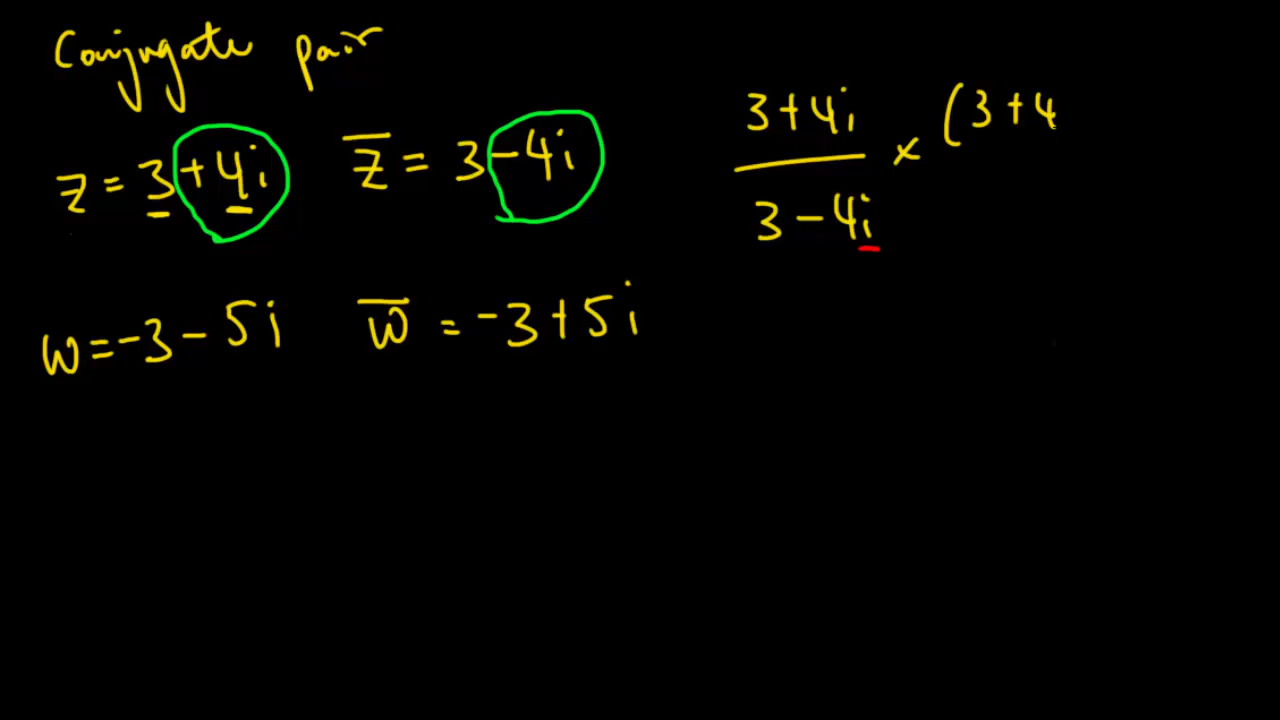 Conjugate pair
z = 3 + 4i   z̅ = 3 - 4i
w = -3 - 5i   w̅ = -3 + 5i
3 + 4i × (3 + 4
3 - 4i